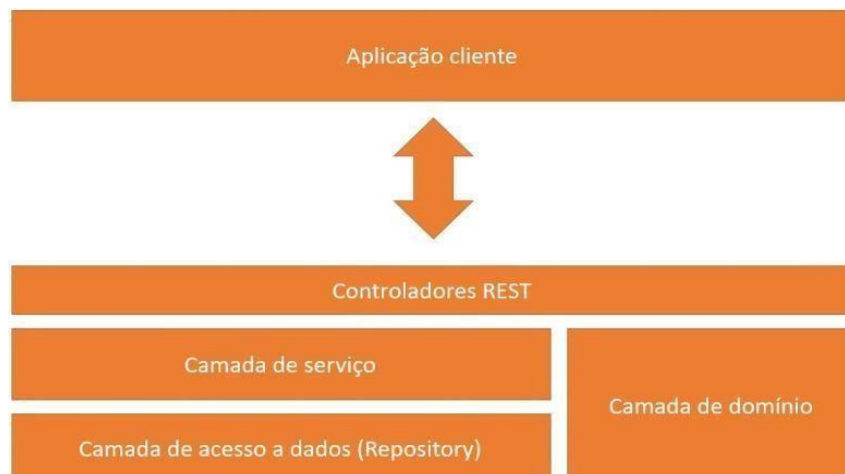 Aplicação cliente
Controladores REST
Camada de serviço
Camada de domínio
Camada de acesso a dados (Repository)